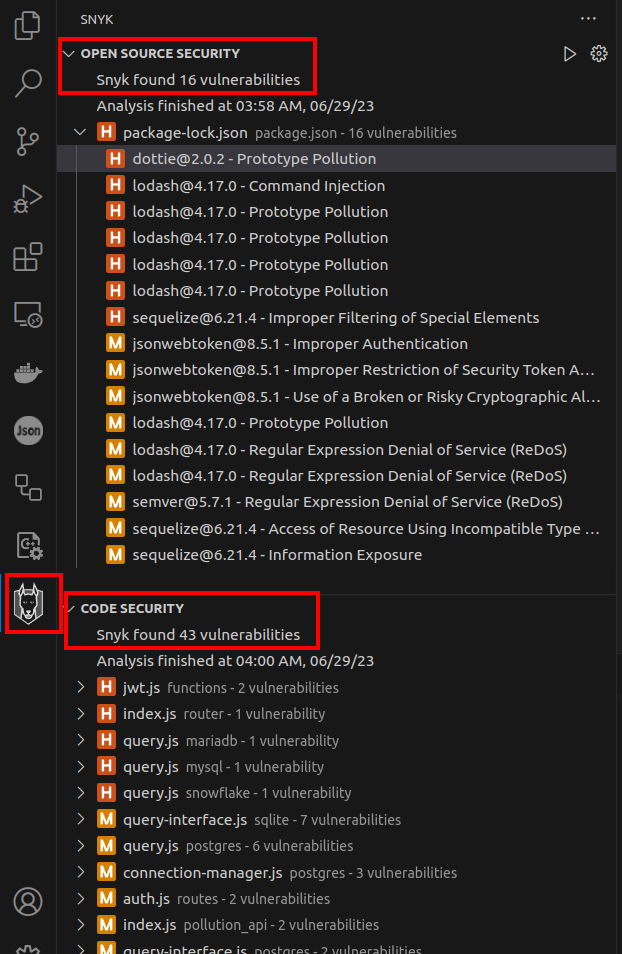 SNYK
OPEN SOURCE SECURITY
Snyk found 16 vulnerabilities
Analysis finished at 03:58 AM, 06/29/23
H package-lock.json package.json - 16 vulnerabilities
H dottie@2.0.2 - Prototype Pollution
H lodash@4.17.0 - Command Injection
H lodash@4.17.0 - Prototype Pollution
H lodash@4.17.0 - Prototype Pollution
H lodash@4.17.0 - Prototype Pollution
H lodash@4.17.0 - Prototype Pollution
H sequelize@6.21.4 - Improper Filtering of Special Elements
M jsonwebtoken@8.5.1 - Improper Authentication
M jsonwebtoken@8.5.1 - Improper Restriction of Security Token A...
M jsonwebtoken@8.5.1 - Use of a Broken or Risky Cryptographic Al...
M lodash@4.17.0 - Prototype Pollution
M lodash@4.17.0 - Regular Expression Denial of Service (ReDoS)
M lodash@4.17.0 - Regular Expression Denial of Service (ReDoS)
M semver@5.7.1 - Regular Expression Denial of Service (ReDoS)
M sequelize@6.21.4 - Access of Resource Using Incompatible Type ...
M sequelize@6.21.4 - Information Exposure
Json
CODE SECURITY
Snyk found 43 vulnerabilities
Analysis finished at 04:00 AM, 06/29/23
H jwt.js functions - 2 vulnerabilities
H index.js router - 1 vulnerability
H query.js mariadb - 1 vulnerability
H query.js mysql - 1 vulnerability
H query.js snowflake - 1 vulnerability
M query-interface.js sqlite - 7 vulnerabilities
M query.js postgres - 6 vulnerabilities
M connection-manager.js postgres - 3 vulnerabilities
M auth.js routes - 2 vulnerabilities
M index.js pollution_api - 2 vulnerabilities
M query-interface.js postgres - 2 vulnerabilities